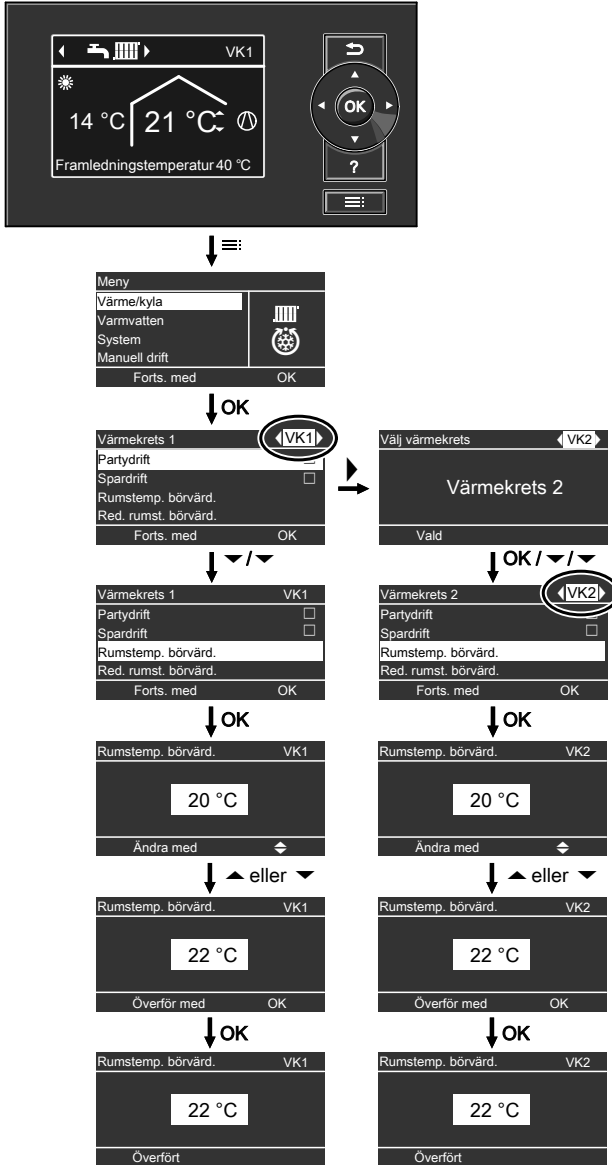 VK1
14 °C 21 °C
Framledningstemperatur 40 °C
OK
?
Meny
Värme/kyla
Varmvatten
System
Manuell drift
Forts. med OK
OK
Värmekrets 1 VK1
Partydrift
Spardrift
Rumstemp. börvärd.
Red. rumst. börvärd.
Forts. med OK
Välj värmekrets VK2
Värmekrets 2
Vald
/
OK / /
Värmekrets 1 VK1
Partydrift
Spardrift
Rumstemp. börvärd.
Red. rumst. börvärd.
Forts. med OK
Värmekrets 2 VK2
Partydrift
Spardrift
Rumstemp. börvärd.
Red. rumst. börvärd.
Forts. med OK
OK
OK
Rumstemp. börvärd. VK1
20 °C
Ändra med
Rumstemp. börvärd. VK2
20 °C
Ändra med
eller
eller
Rumstemp. börvärd. VK1
22 °C
Överför med OK
Rumstemp. börvärd. VK2
22 °C
Överför med OK
OK
OK
Rumstemp. börvärd. VK1
22 °C
Överfört
Rumstemp. börvärd. VK2
22 °C
Överfört